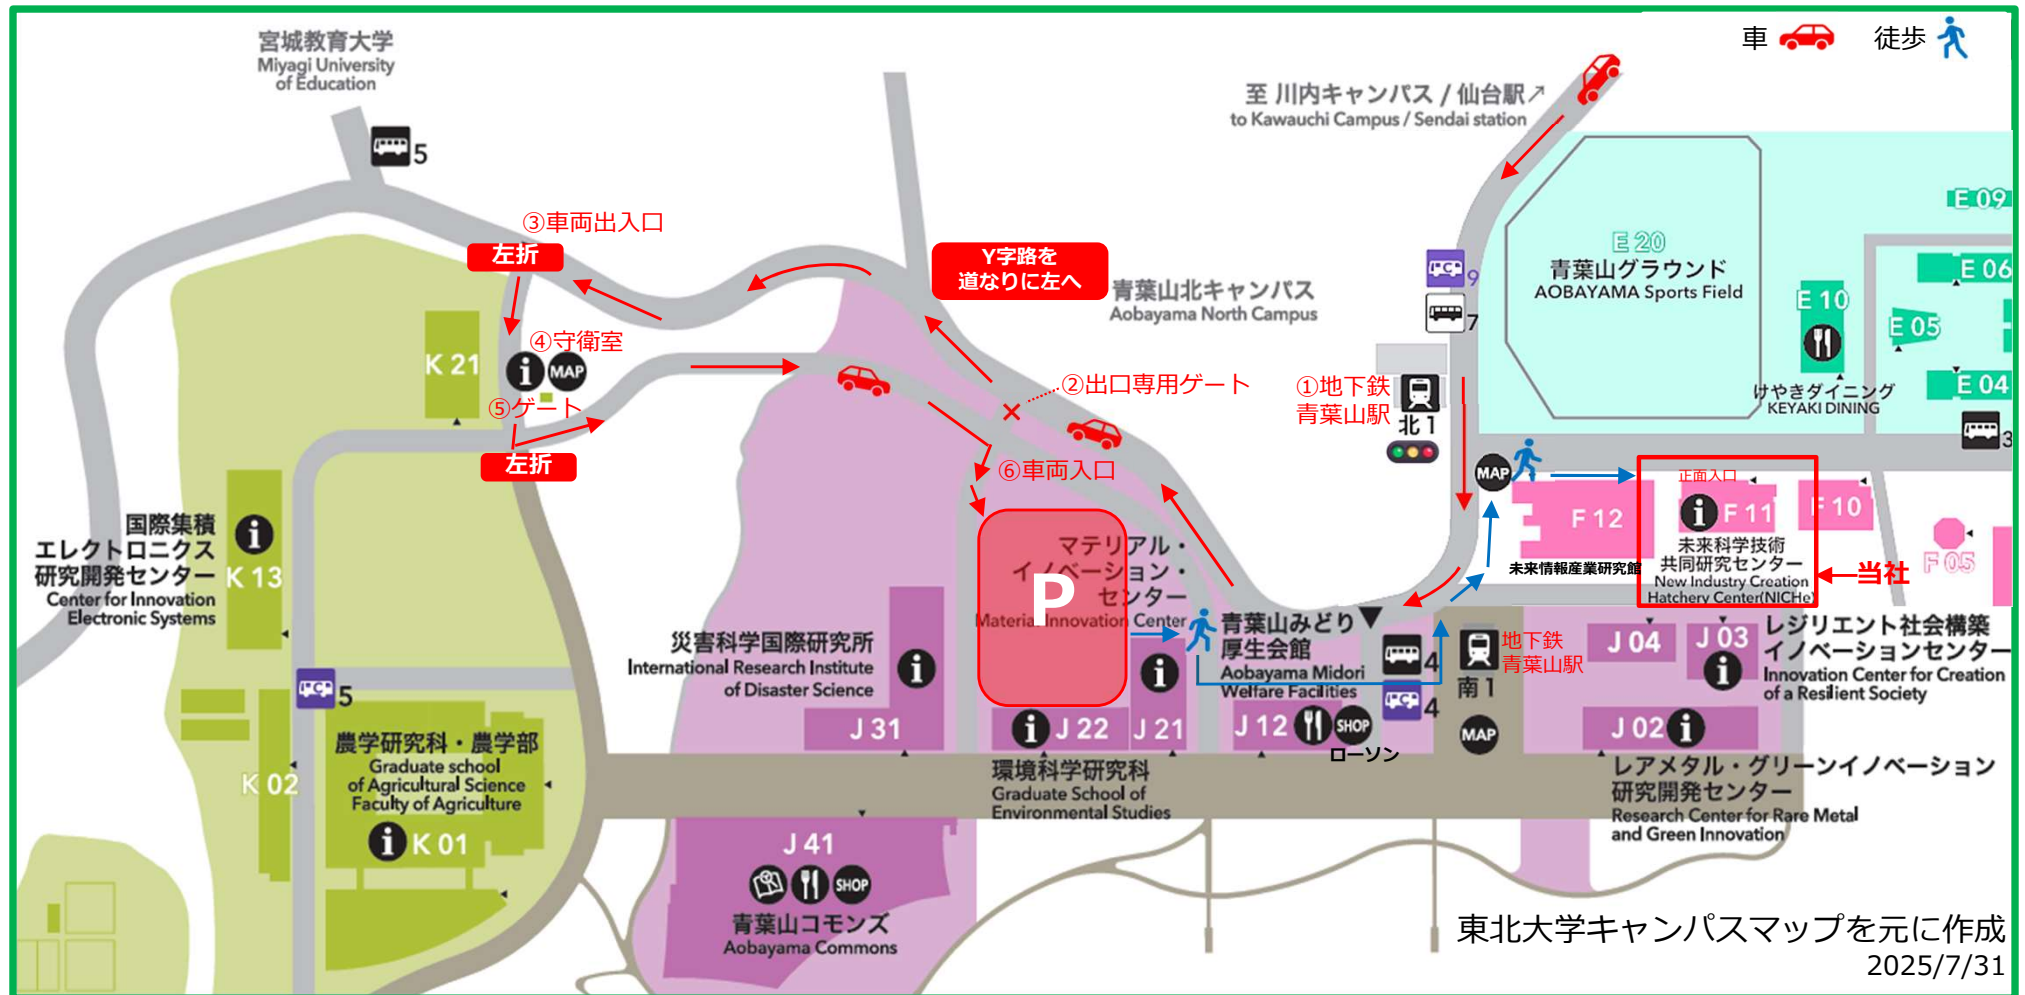 車
徒歩
宮城教育大学
Miyagi University
of Education
5
至 川内キャンパス / 仙台駅↗
to Kawauchi Campus / Sendai station
③車両出入口
左折
Y字路を
道なりに左へ
青葉山北キャンパス
Aobayama North Campus
9
7
E 20
青葉山グラウンド
AOBAYAMA Sports Field
E 09
E 06
E 10
E 05
E 04
けやきダイニング
KEYAKI DINING
3
④守衛室
K 21
i
MAP
⑤ゲート
左折
②出口専用ゲート
①地下鉄
青葉山駅
北1
⑥車両入口
MAP
正面入口
F 12
i
F 11
F 10
F 05
未来情報産業研究館
未来科学技術
共同研究センター
New Industry Creation
Hatchery Center(NICHe)
当社
国際集積
エレクトロニクス
研究開発センター
Center for Innovation
Electronic Systems
i
K 13
マテリアル・
イノベーション・
センター
Material Innovation Center
P
災害科学国際研究所
International Research Institute
of Disaster Science
i
J 31
青葉山みどり
厚生会館
Aobayama Midori
Welfare Facilities
4
4
地下鉄
青葉山駅
南1
MAP
J 04
J 03
i
レジリエント社会構築
イノベーションセンター
Innovation Center for Creation
of a Resilient Society
5
i
J 22
i
J 21
J 12
SHOP
ローソン
J 02
i
農学研究科・農学部
Graduate school
of Agricultural Science
Faculty of Agriculture
K 02
i
K 01
環境科学研究科
Graduate School of
Environmental Studies
レアメタル・グリーンイノベーション
研究開発センター
Research Center for Rare Metal
and Green Innovation
J 41
SHOP
青葉山コモンズ
Aobayama Commons
東北大学キャンパスマップを元に作成
2025/7/31